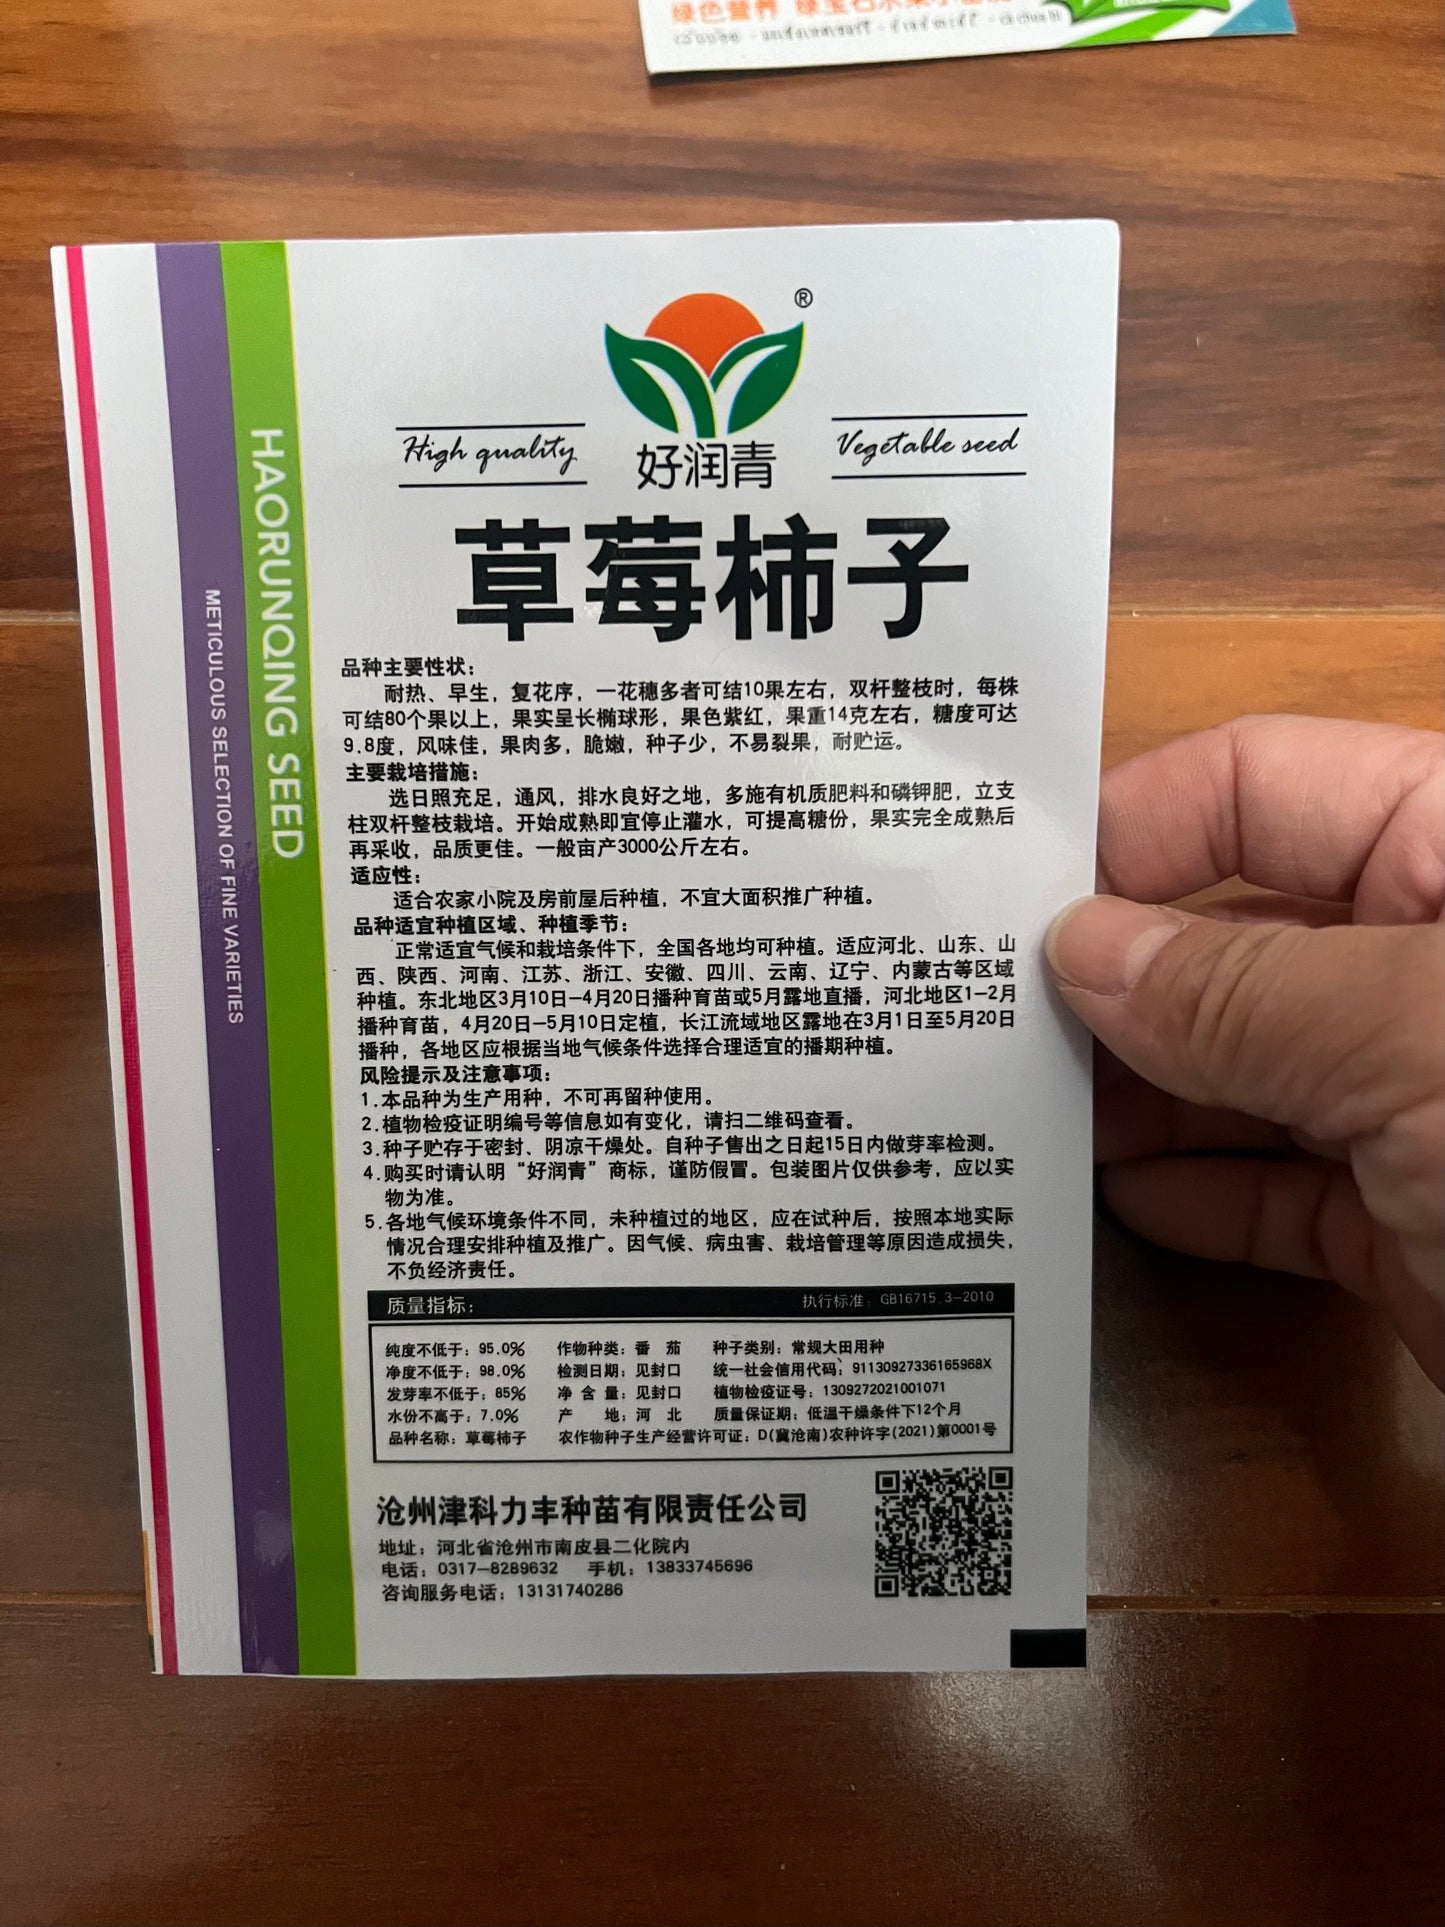 绿色营养
®
High quality
好润青
Vegetable seed
HAORUNQING SEED
METICULOUS SELECTION OF FINE VARIETIES
草莓柿子
品种主要性状：
耐热、早生，复花序，一花穗多者可结10果左右，双杆整枝时，每株
可结80个果以上，果实呈长椭球形，果色紫红，果重14克左右，糖度可达
9.8度，风味佳，果肉多，脆嫩，种子少，不易裂果，耐贮运。
主要栽培措施：
选日照充足，通风，排水良好之地，多施有机质肥料和磷钾肥，立支
柱双杆整枝栽培。开始成熟即宜停止灌水，可提高糖份，果实完全成熟后
再采收，品质更佳。一般亩产3000公斤左右。
适应性：
适合农家小院及房前屋后种植，不宜大面积推广种植。
品种适宜种植区域、种植季节：
正常适宜气候和栽培条件下，全国各地均可种植。适应河北、山东、山
西、陕西、河南、江苏、浙江、安徽、四川、云南、辽宁、内蒙古等区域
种植。东北地区3月10日—4月20日播种育苗或5月露地直播，河北地区1—2月
播种育苗，4月20日—5月10日定植，长江流域地区露地在3月1日至5月20日
播种，各地区应根据当地气候条件选择合理适宜的播期种植。
风险提示及注意事项：
1.本品种为生产用种，不可再留种使用。
2.植物检疫证明编号等信息如有变化，请扫二维码查看。
3.种子贮存于密封、阴凉干燥处。自种子售出之日起15日内做芽率检测。
4.购买时请认明“好润青”商标，谨防假冒。包装图片仅供参考，应以实
物为准。
5.各地气候环境条件不同，未种植过的地区，应在试种后，按照本地实际
情况合理安排种植及推广。因气候、病虫害、栽培管理等原因造成损失，
不负经济责任。
质量指标：　执行标准：GB16715.3—2010
纯度不低于：95.0%　作物种类：番　茄　种子类别：常规大田用种
净度不低于：98.0%　检测日期：见封口　统一社会信用代码：91130927336165968X
发芽率不低于：85%　净 含 量：见封口　植物检疫证号：1309272021001071
水份不高于：7.0%　产　　地：河　北　质量保证期：低温干燥条件下12个月
品种名称：草莓柿子　农作物种子生产经营许可证：D(冀沧南)农种许字(2021)第0001号
沧州津科力丰种苗有限责任公司
地址：河北省沧州市南皮县二化院内
电话：0317—8289632　手机：13833745696
咨询服务电话：13131740286